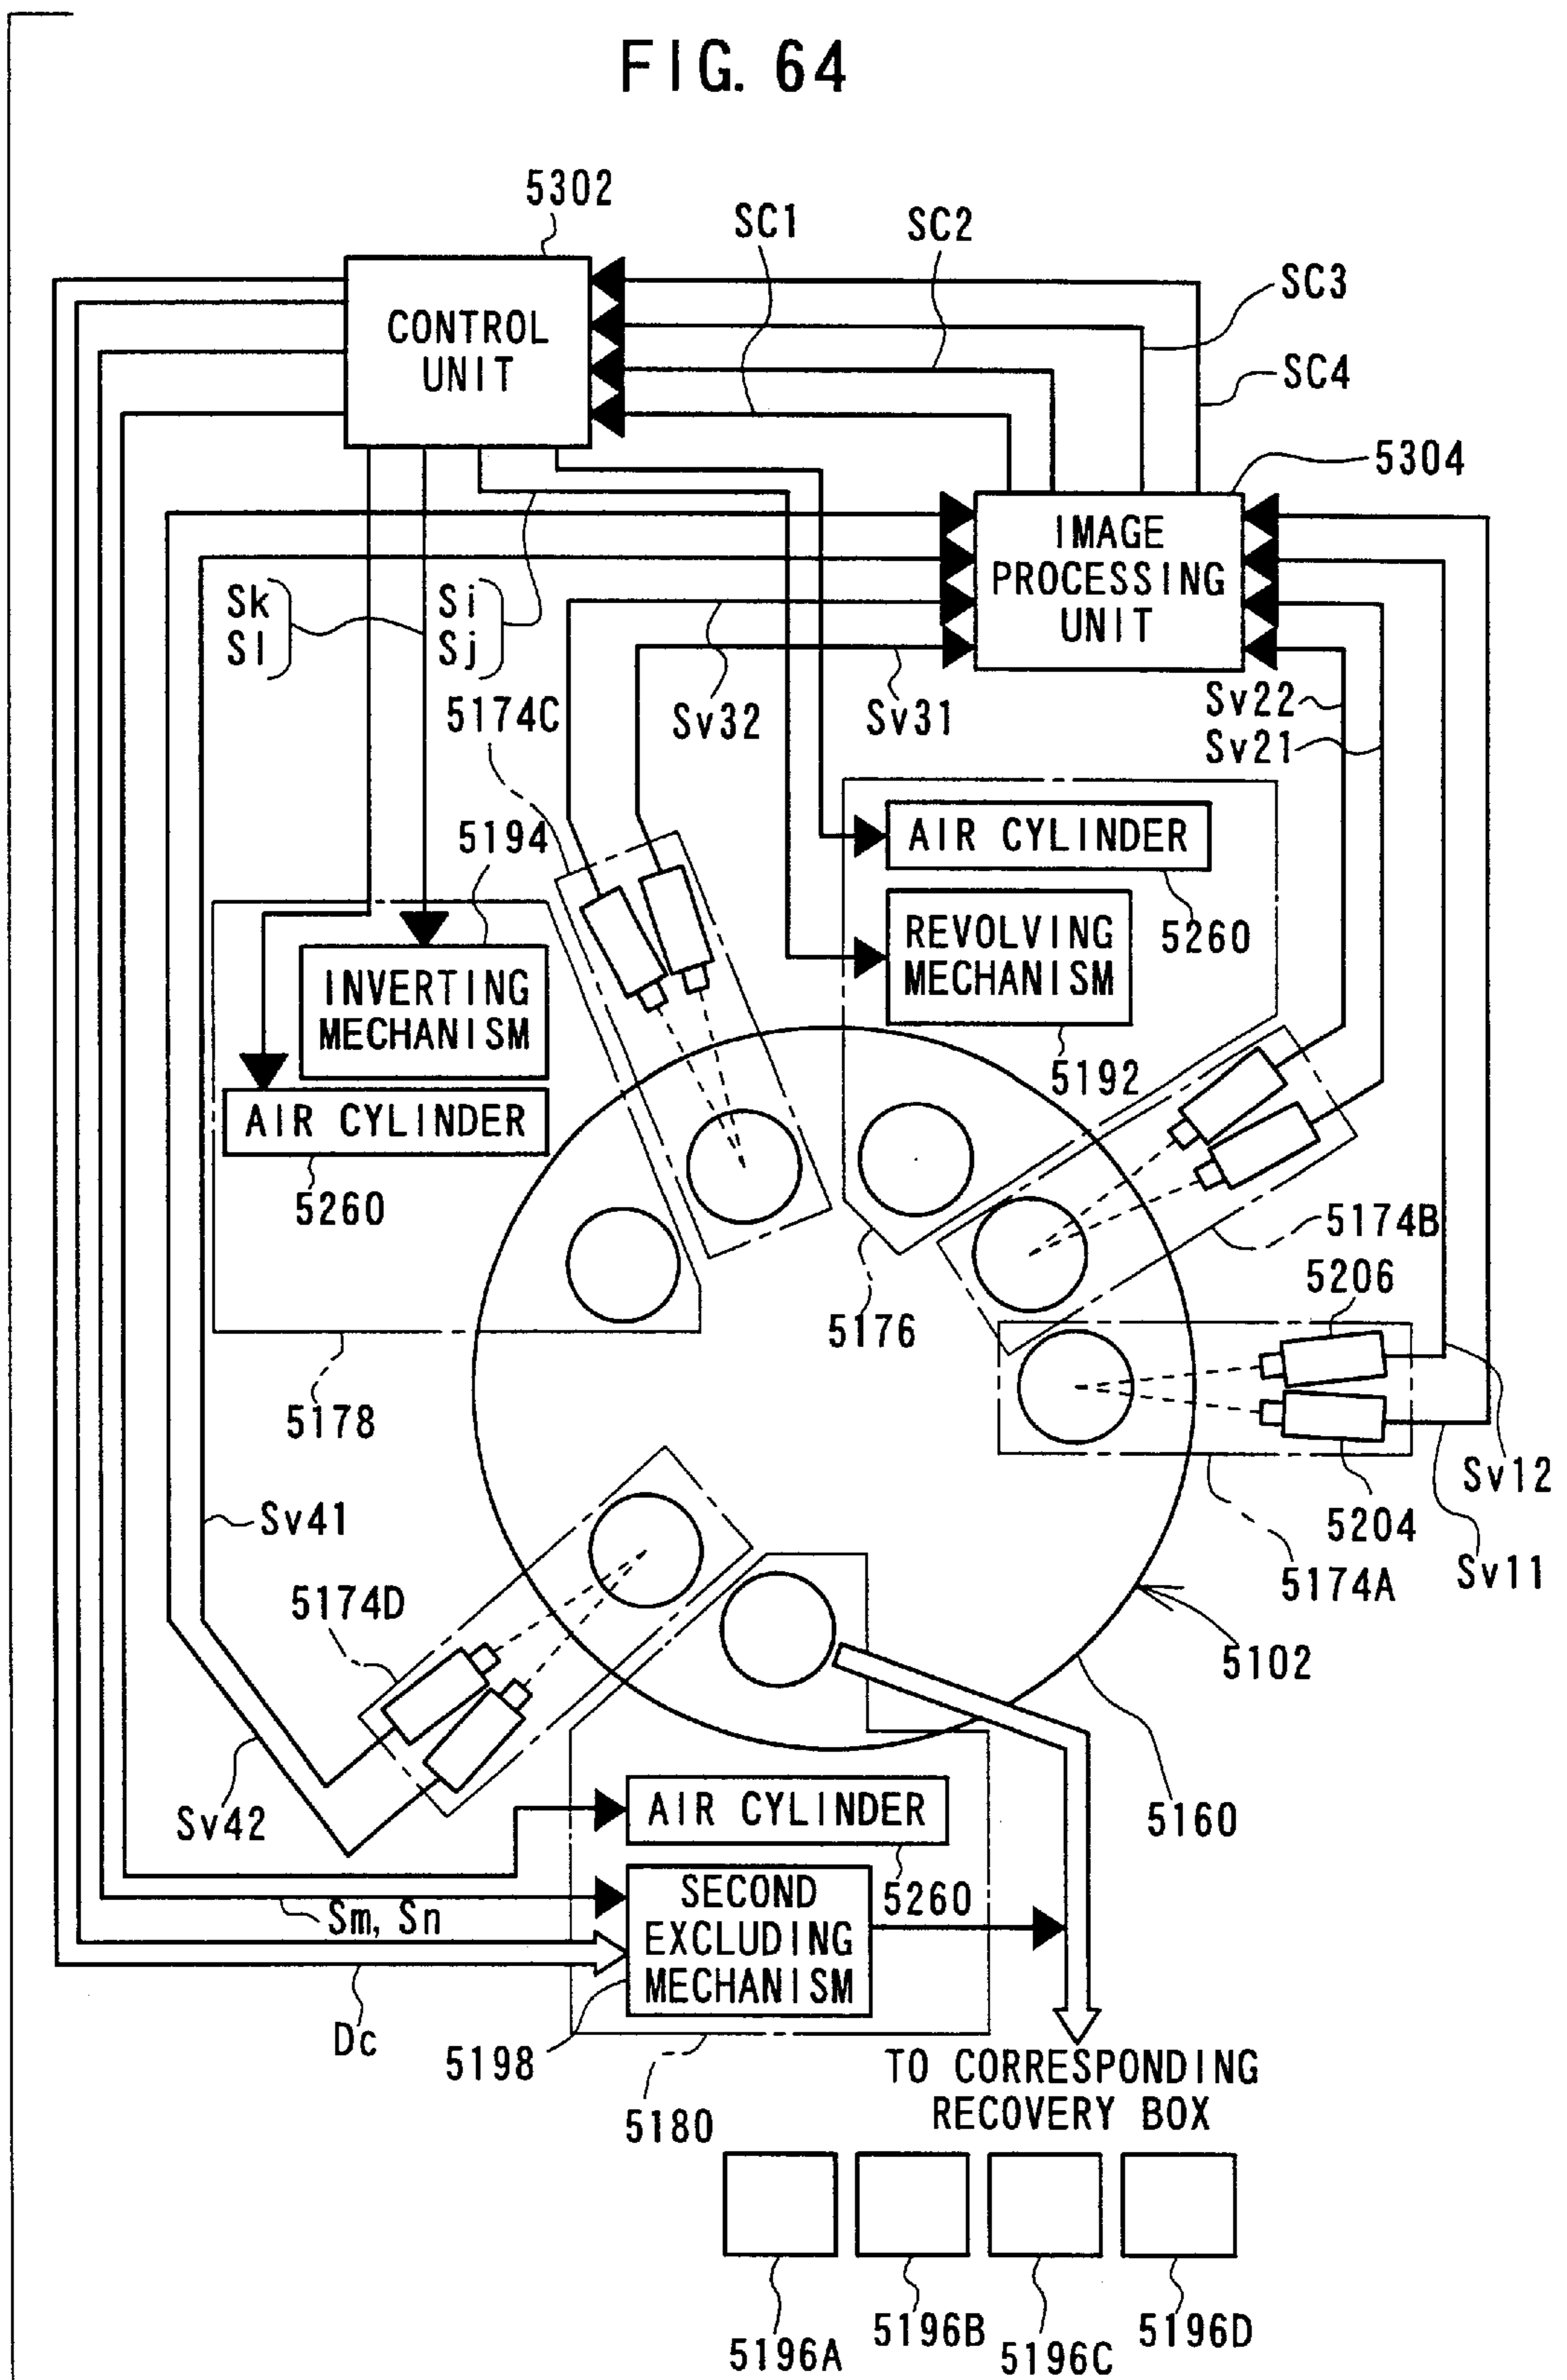 FIG. 64
5302
SC1
SC2
SC3
CONTROL
UNIT
SC4
5304
IMAGE
PROCESSING
UNIT
Sk
Sl
Si
Sj
5174C
Sv32
Sv31
Sv22
Sv21
5194
AIR CYLINDER
5260
REVOLVING
MECHANISM
INVERTING
MECHANISM
5192
AIR CYLINDER
5260
5174B
5206
5176
5178
Sv12
Sv41
5204
Sv11
5174A
5174D
5102
Sv42
AIR CYLINDER
5160
5260
SECOND
EXCLUDING
MECHANISM
Sm, Sn
Dc
5198
5180
TO CORRESPONDING
RECOVERY BOX
5196A
5196B
5196C
5196D